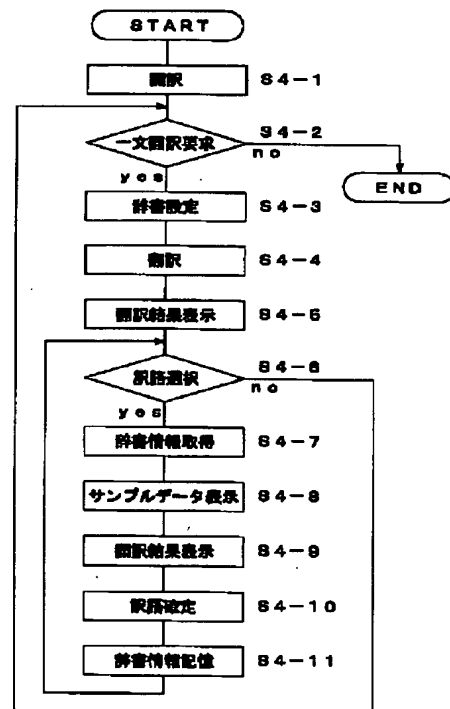 START
翻訳 S4-1
一文翻訳要求 S4-2
no
yes
END
辞書設定 S4-3
翻訳 S4-4
翻訳結果表示 S4-5
訳語選択 S4-6
no
yes
辞書情報取得 S4-7
サンプルデータ表示 S4-8
翻訳結果表示 S4-9
訳語確定 S4-10
辞書情報記憶 S4-11